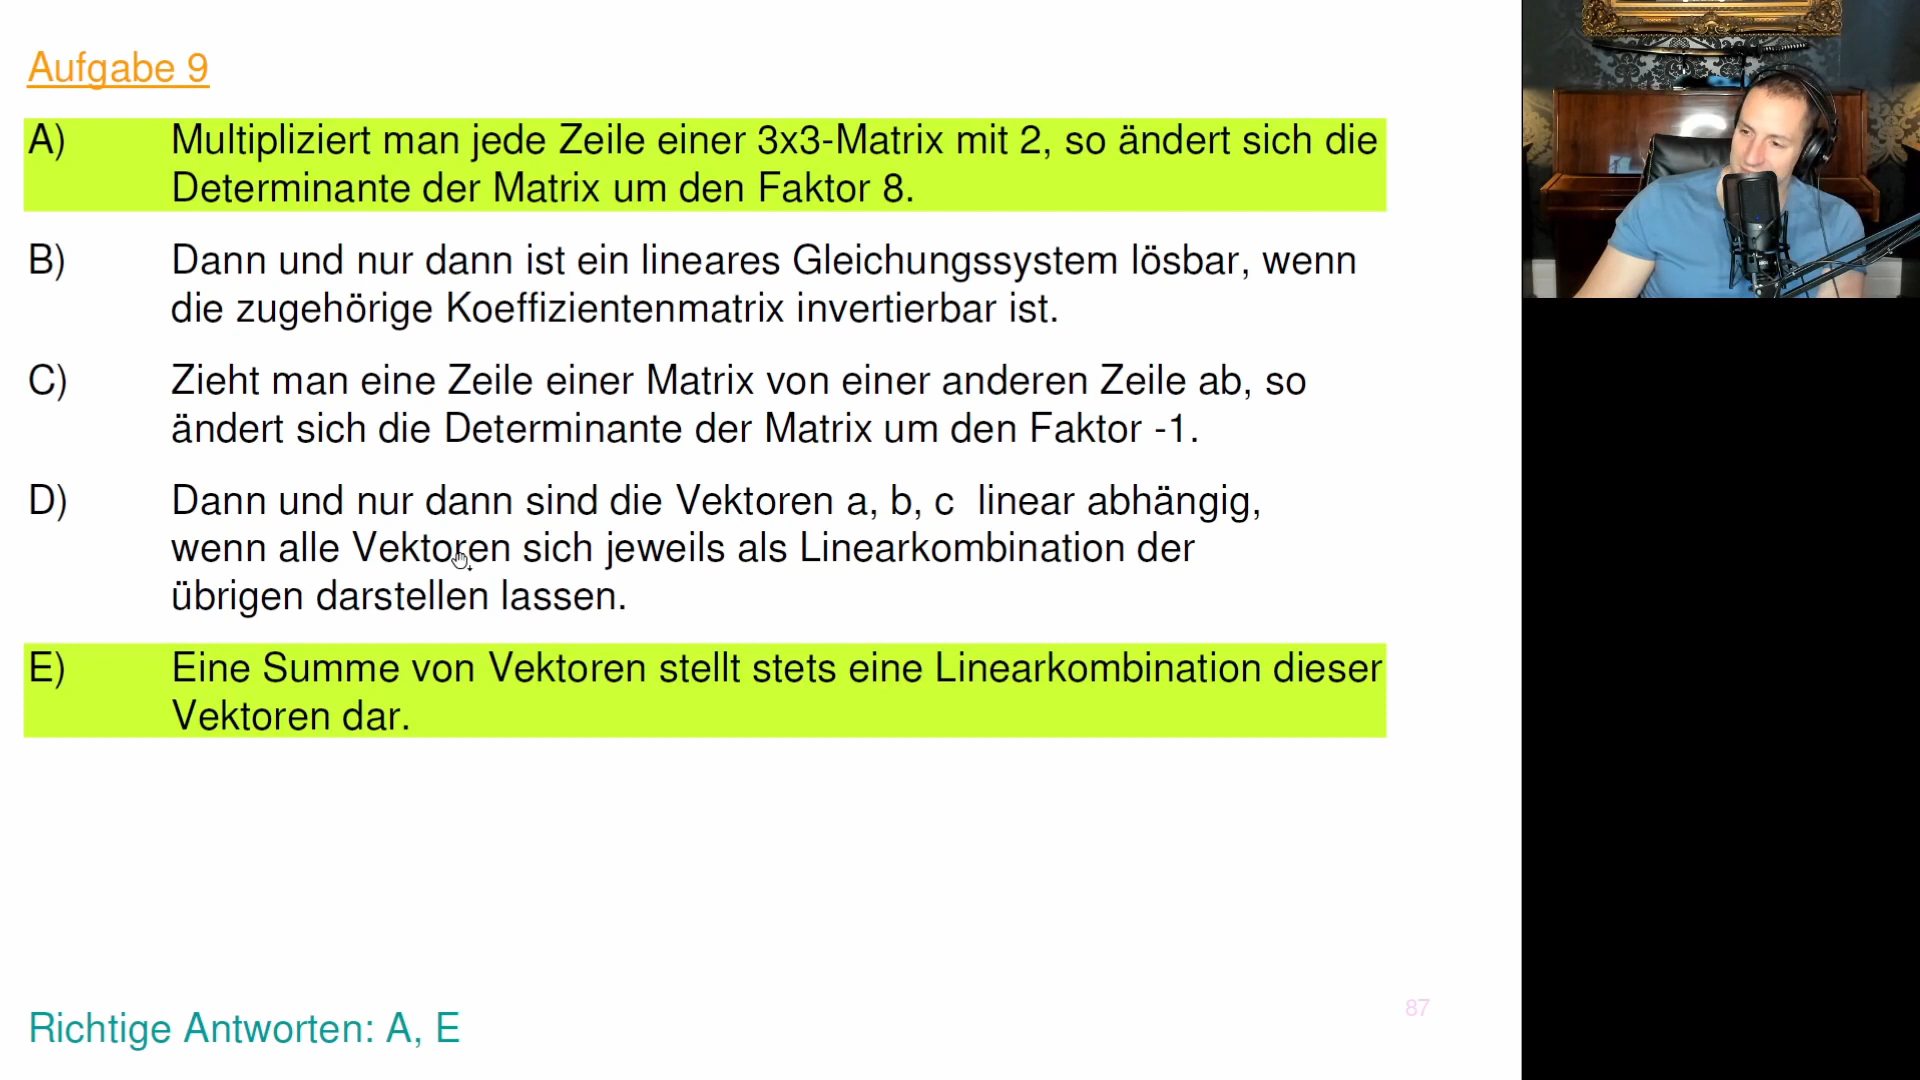 Aufgabe 9
A) Multipliziert man jede Zeile einer 3x3-Matrix mit 2, so ändert sich die
Determinante der Matrix um den Faktor 8.
B) Dann und nur dann ist ein lineares Gleichungssystem lösbar, wenn
die zugehörige Koeffizientenmatrix invertierbar ist.
C) Zieht man eine Zeile einer Matrix von einer anderen Zeile ab, so
ändert sich die Determinante der Matrix um den Faktor -1.
D) Dann und nur dann sind die Vektoren a, b, c linear abhängig,
wenn alle Vektoren sich jeweils als Linearkombination der
übrigen darstellen lassen.
E) Eine Summe von Vektoren stellt stets eine Linearkombination dieser
Vektoren dar.
87
Richtige Antworten: A, E